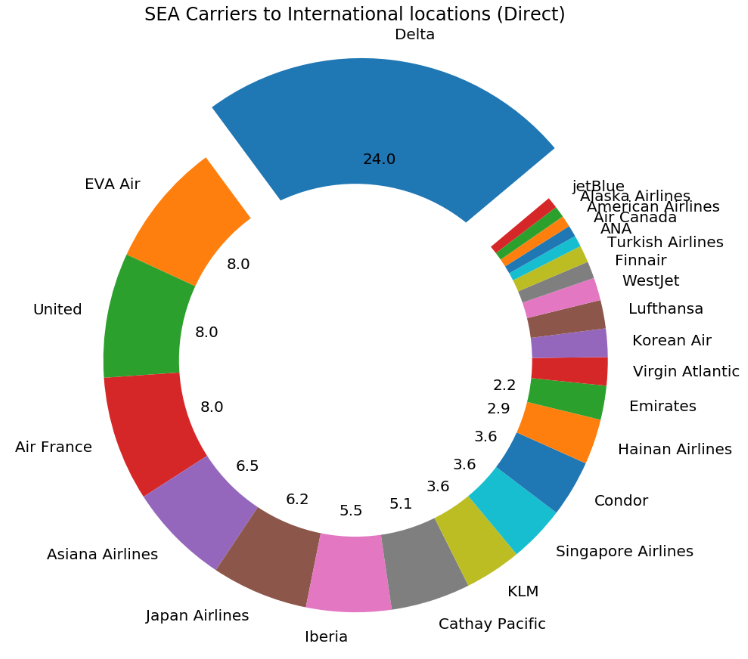 SEA Carriers to International locations (Direct)
Delta
24.0
EVA Air
8.0
United
8.0
Air France
8.0
Asiana Airlines
6.5
Japan Airlines
6.2
Iberia
5.5
Cathay Pacific
5.1
KLM
3.6
Singapore Airlines
3.6
Condor
3.6
Hainan Airlines
2.9
Emirates
2.2
Virgin Atlantic
Korean Air
Lufthansa
WestJet
Finnair
Turkish Airlines
ANA
Air Canada
American Airlines
Alaska Airlines
jetBlue